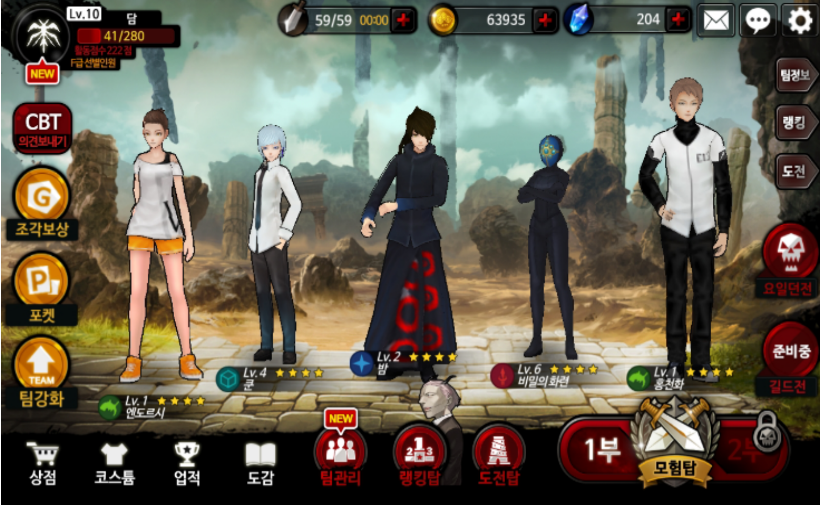 Lv.10
담
41/280
활동점수 222 점
F급 선별인원
NEW
59/59 00:00
63935
204
팀정보
랭킹
도전
CBT
의견보내기
G
조각보상
P
포켓
TEAM
팀강화
요일던전
준비중
길드전
Lv.1
엔도르시
Lv.4
쿤
Lv.2
밤
Lv.6
비밀의 화련
Lv.1
홍천화
상점
코스튬
업적
도감
NEW
팀관리
1
2 3
랭킹탑
도전탑
1부
모험탑
2부